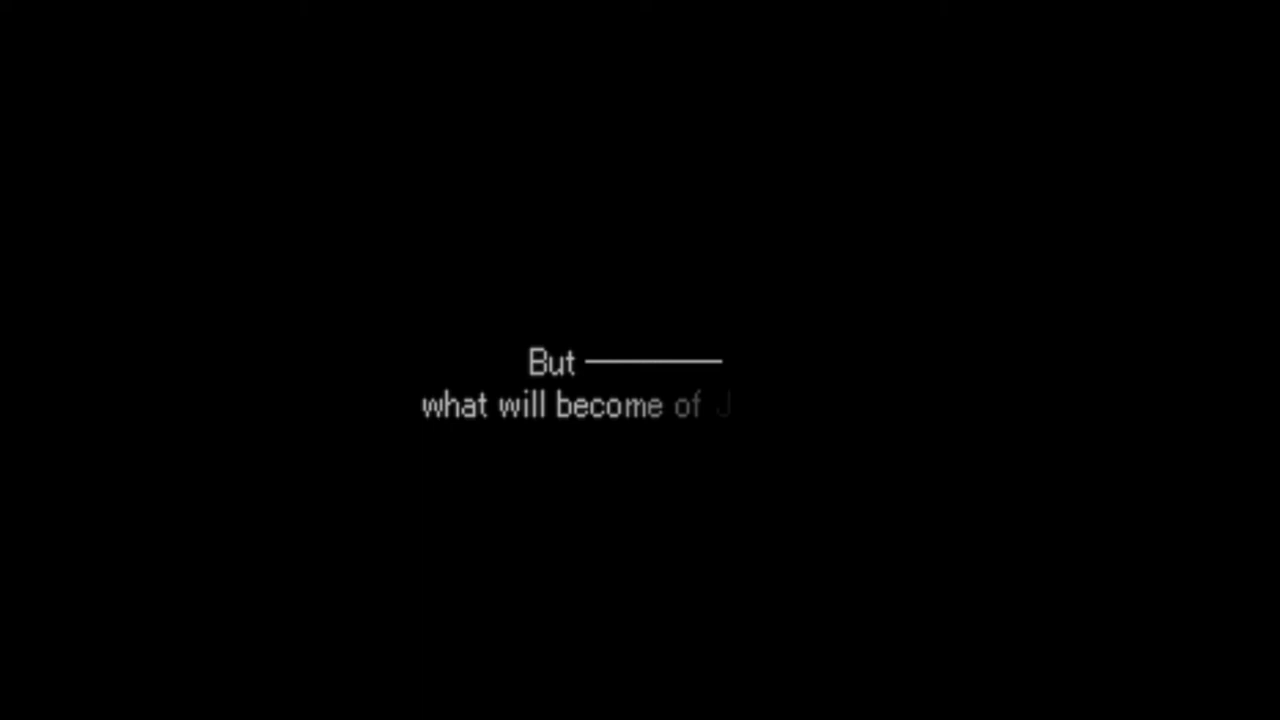 But ————
what will become of J